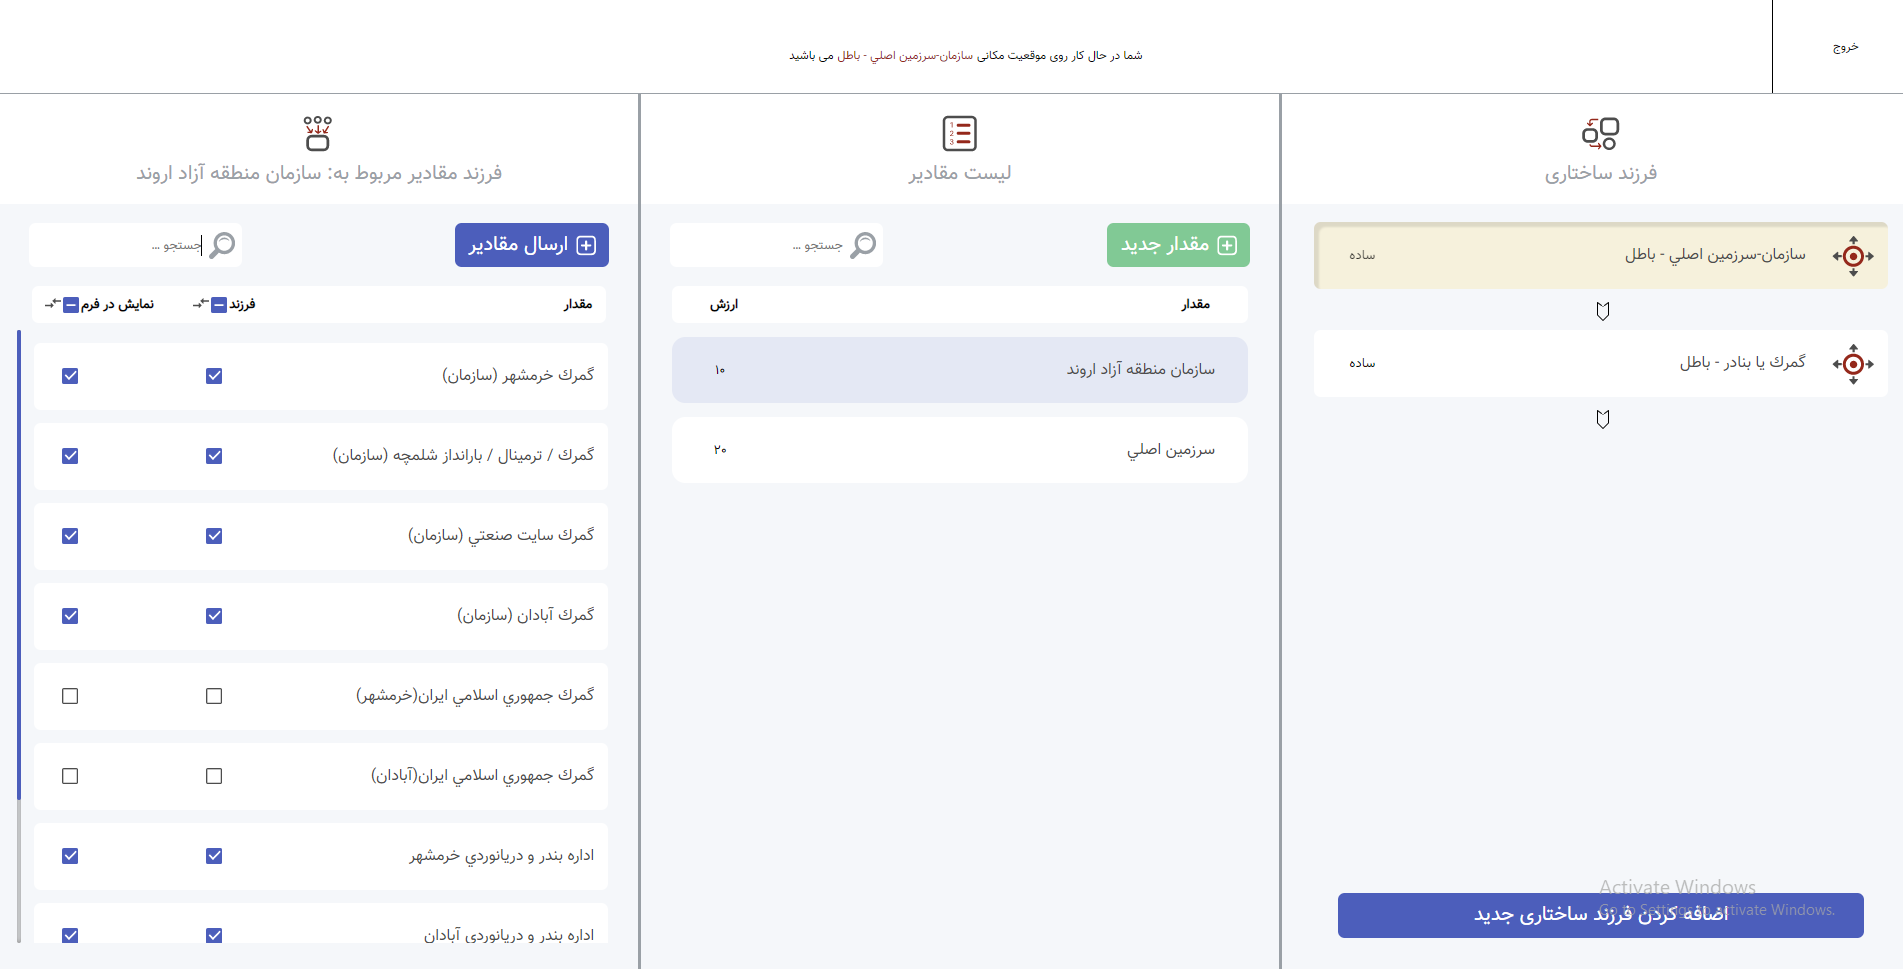 خروج
شما در حال کار روی موقعیت مکانی سازمان-سرزمين اصلي - باطل می باشید
فرزند ساختاری
سازمان-سرزمين اصلي - باطل
ساده
گمرك يا بنادر - باطل
ساده
اضافه کردن فرزند ساختاری جدید
Activate Windows
Go to Settings to activate Windows.
لیست مقادیر
مقدار جدید
جستجو ...
مقدار
ارزش
سازمان منطقه آزاد اروند
۱۰
سرزمين اصلي
۲۰
فرزند مقادیر مربوط به: سازمان منطقه آزاد اروند
ارسال مقادیر
جستجو ...
مقدار
فرزند
نمایش در فرم
گمرك خرمشهر (سازمان)
گمرك / ترمينال / بارانداز شلمچه (سازمان)
گمرك سايت صنعتي (سازمان)
گمرك آبادان (سازمان)
گمرك جمهوري اسلامي ايران(خرمشهر)
گمرك جمهوري اسلامي ايران(آبادان)
اداره بندر و دريانوردي خرمشهر
اداره بندر و دريانوردي آبادان